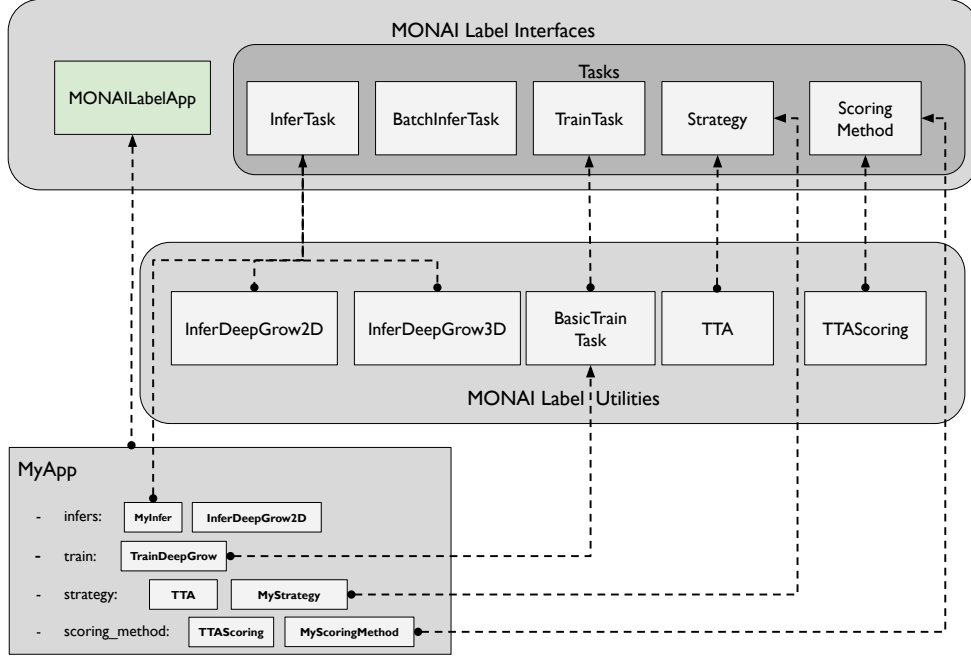 MONAI Label Interfaces
Tasks
MONAILabelApp
InferTask
BatchInferTask
TrainTask
Strategy
Scoring
Method
InferDeepGrow2D
InferDeepGrow3D
BasicTrain
Task
TTA
TTAScoring
MONAI Label Utilities
MyApp
- infers: MyInfer InferDeepGrow2D
- train: TrainDeepGrow
- strategy: TTA MyStrategy
- scoring_method: TTAScoring MyScoringMethod